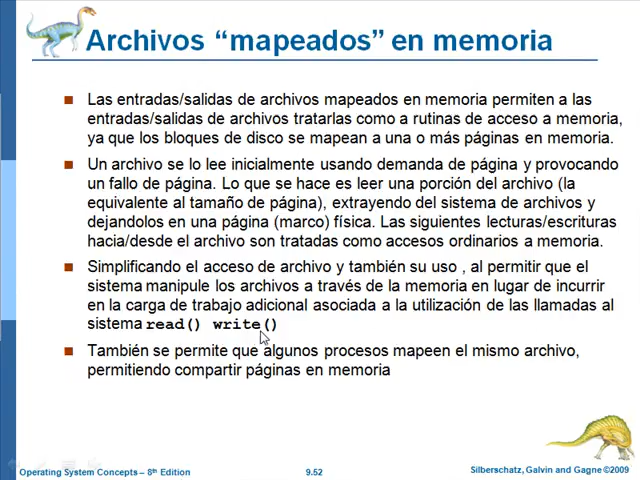 Archivos “mapeados” en memoria
Las entradas/salidas de archivos mapeados en memoria permiten a las
entradas/salidas de archivos tratarlas como a rutinas de acceso a memoria,
ya que los bloques de disco se mapean a una o más páginas en memoria.
Un archivo se lo lee inicialmente usando demanda de página y provocando
un fallo de página. Lo que se hace es leer una porción del archivo (la
equivalente al tamaño de página), extrayendo del sistema de archivos y
dejandolos en una página (marco) física. Las siguientes lecturas/escrituras
hacia/desde el archivo son tratadas como accesos ordinarios a memoria.
Simplificando el acceso de archivo y también su uso , al permitir que el
sistema manipule los archivos a través de la memoria en lugar de incurrir
en la carga de trabajo adicional asociada a la utilización de las llamadas al
sistema read() write()
También se permite que algunos procesos mapeen el mismo archivo,
permitiendo compartir páginas en memoria
Operating System Concepts – 8th Edition
9.52
Silberschatz, Galvin and Gagne ©2009